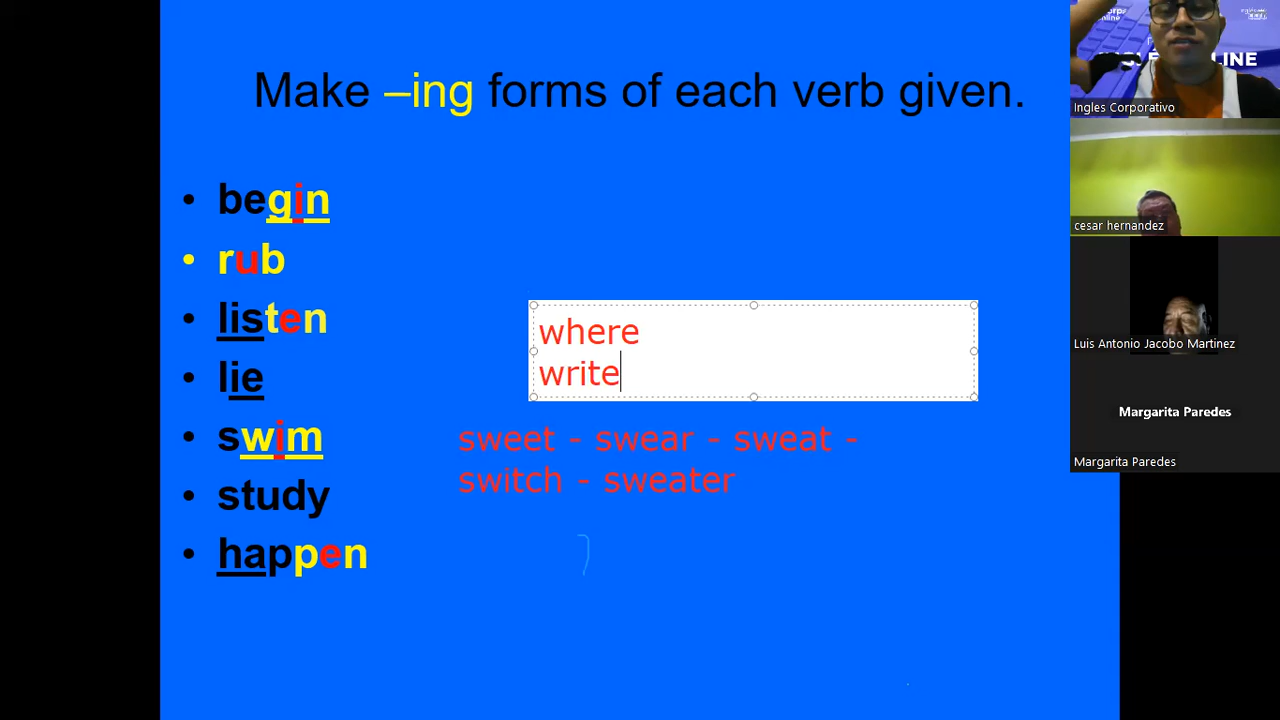 Make –ing forms of each verb given.
• begin
• rub
• listen
• lie
• swim
• study
• happen
where
write
sweet - swear - sweat -
switch - sweater
Ingles Corporativo
cesar hernandez
Luis Antonio Jacobo Martinez
Margarita Paredes
Margarita Paredes